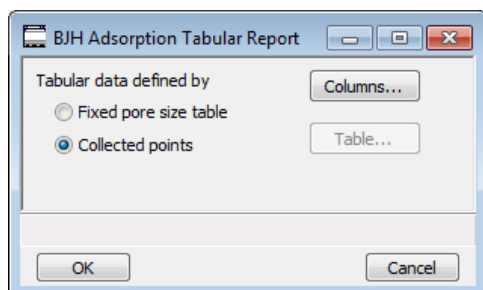 BJH Adsorption Tabular Report
Tabular data defined by
Columns...
Fixed pore size table
Collected points
Table...
OK
Cancel